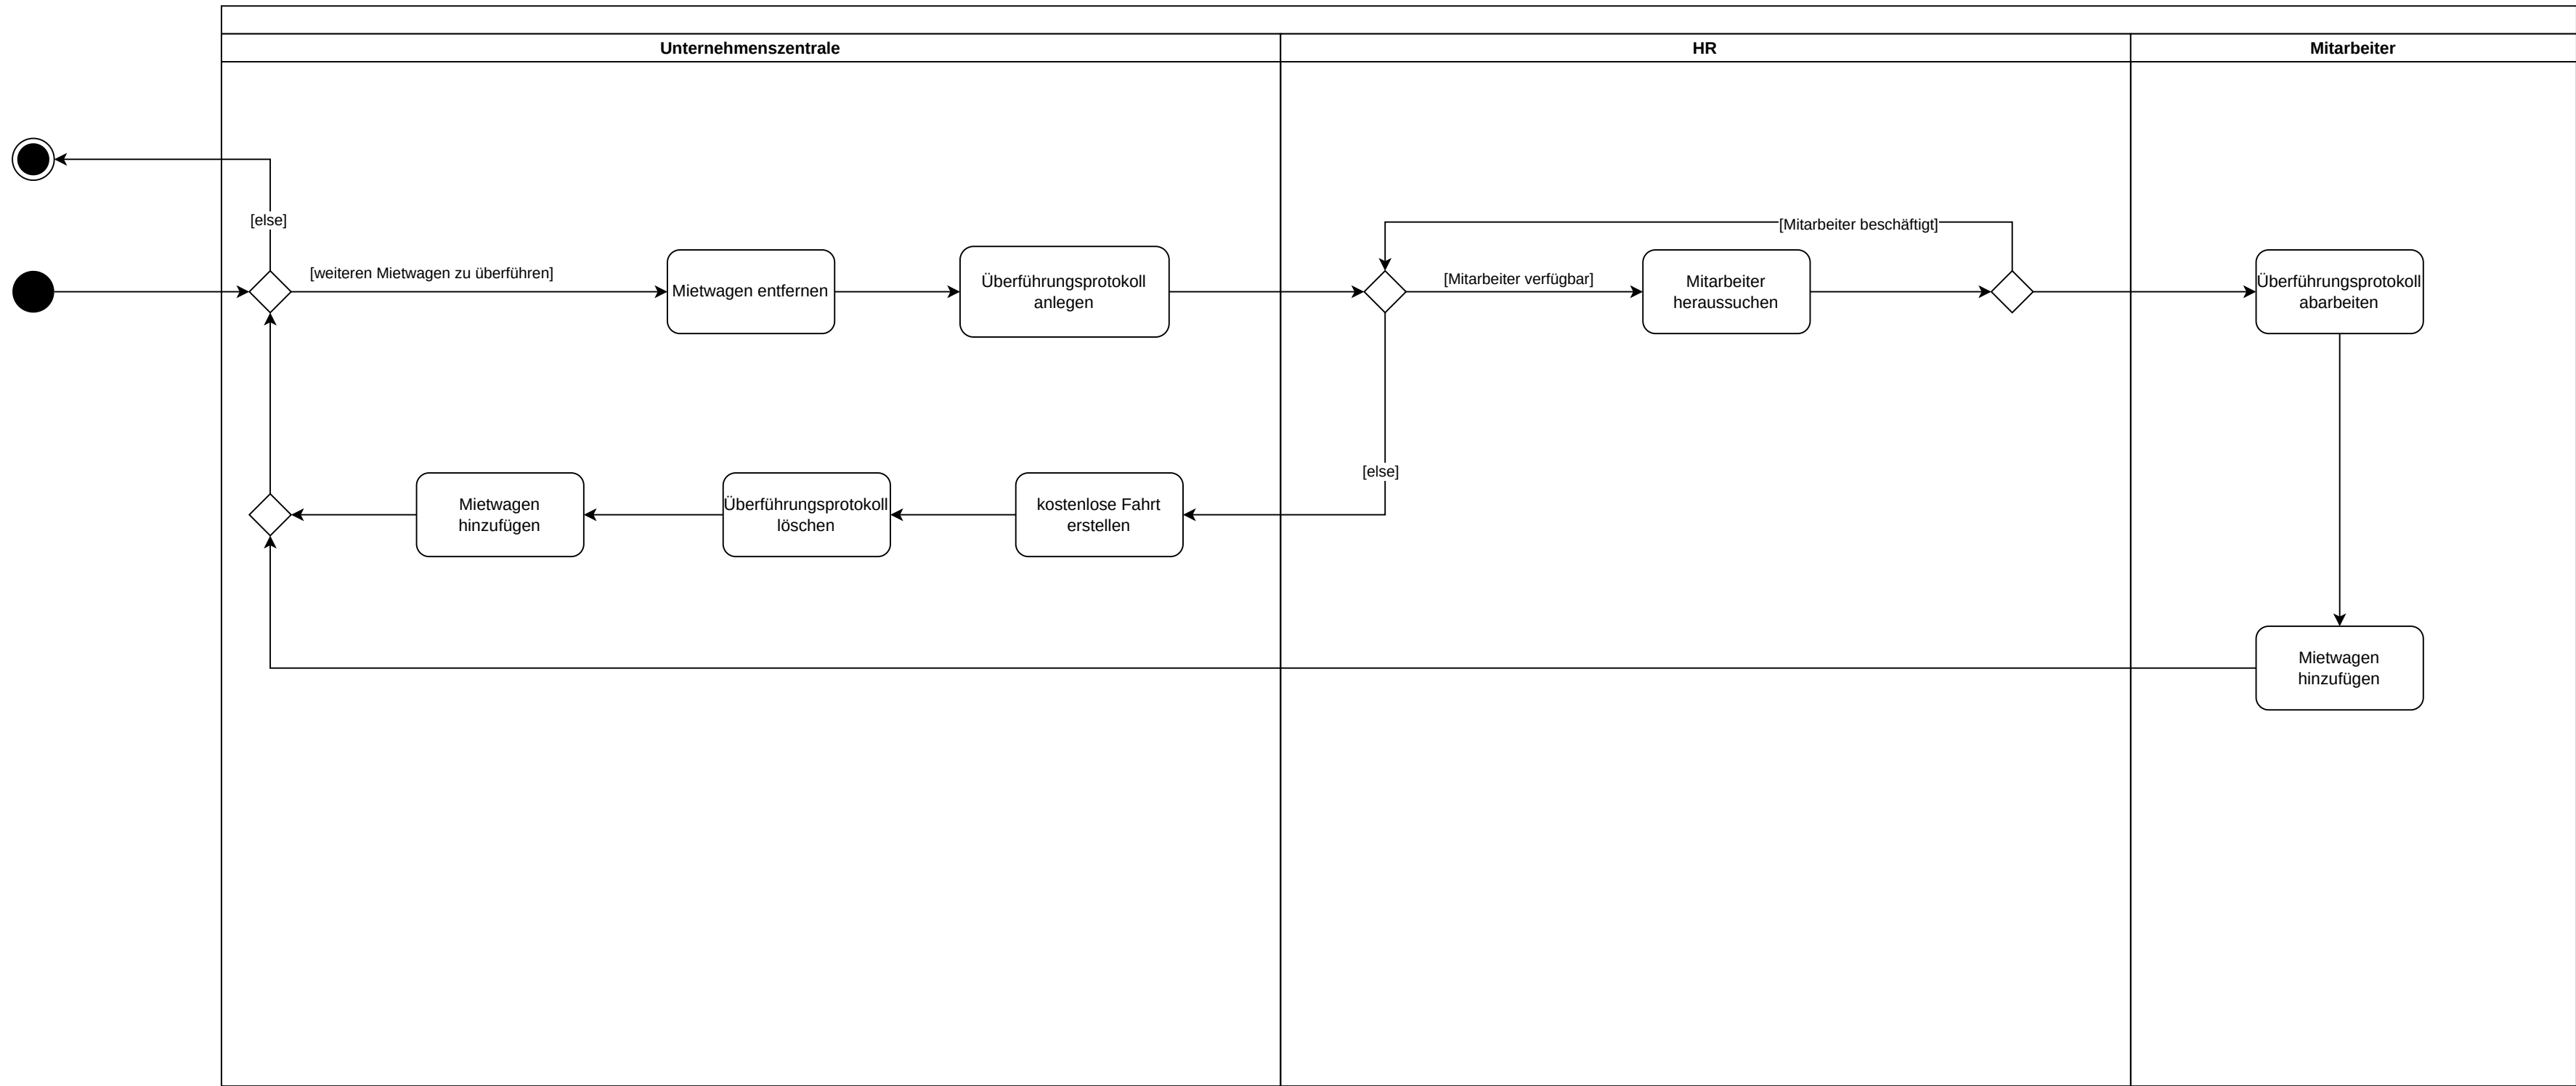 Unternehmenszentrale
HR
Mitarbeiter
[else]
[Mitarbeiter beschäftigt]
[weiteren Mietwagen zu überführen]
Mietwagen entfernen
Überführungsprotokoll
anlegen
[Mitarbeiter verfügbar]
Mitarbeiter
heraussuchen
Überführungsprotokoll
abarbeiten
[else]
Mietwagen
hinzufügen
Überführungsprotokoll
löschen
kostenlose Fahrt
erstellen
Mietwagen
hinzufügen